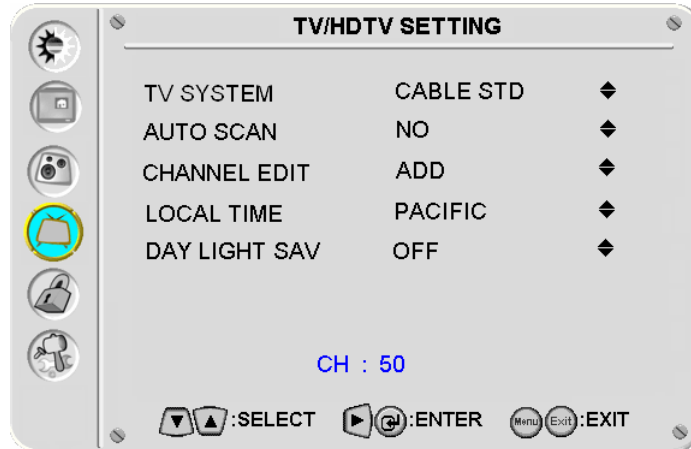 TV/HDTV SETTING
TV SYSTEM CABLE STD
AUTO SCAN NO
CHANNEL EDIT ADD
LOCAL TIME PACIFIC
DAY LIGHT SAV OFF
CH : 50
:SELECT :ENTER Menu Exit :EXIT